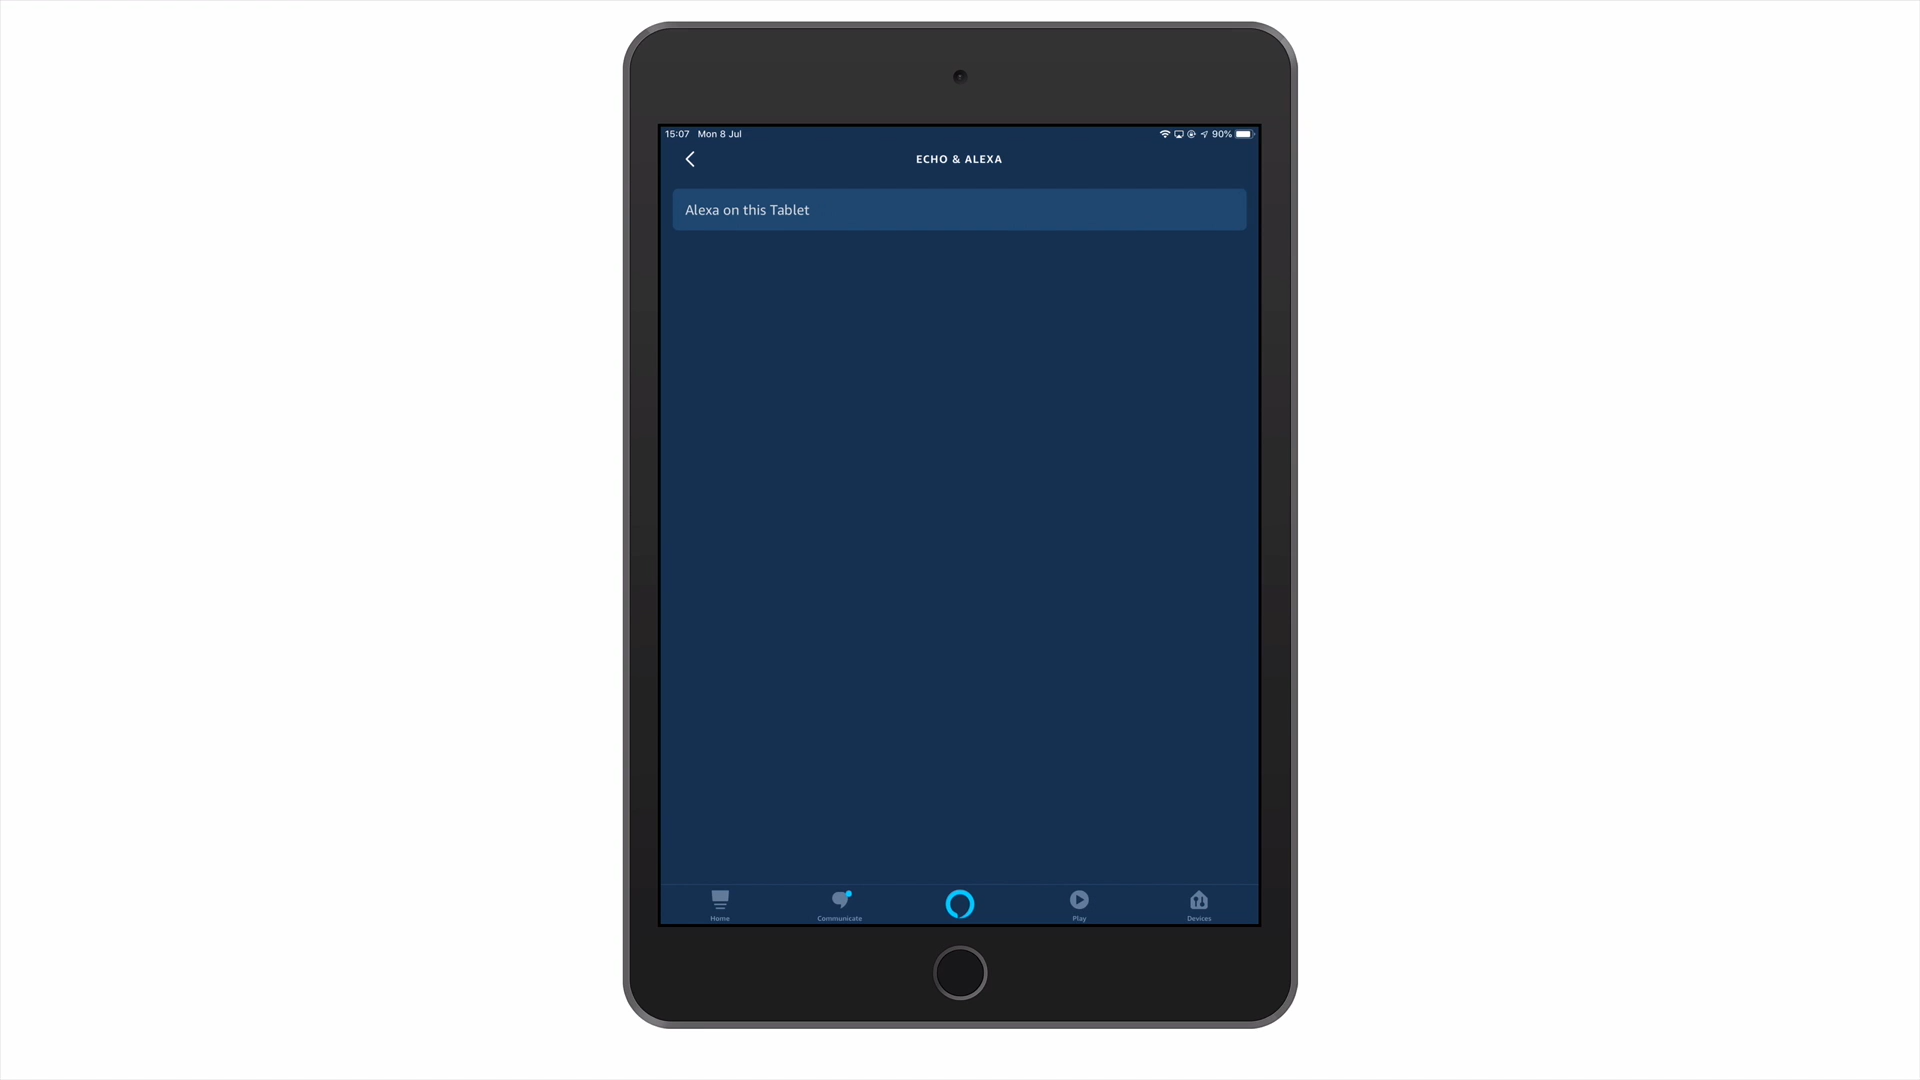 15:07 Mon 8 Jul 90%
ECHO & ALEXA
Alexa on this Tablet
Home Communicate Play Devices